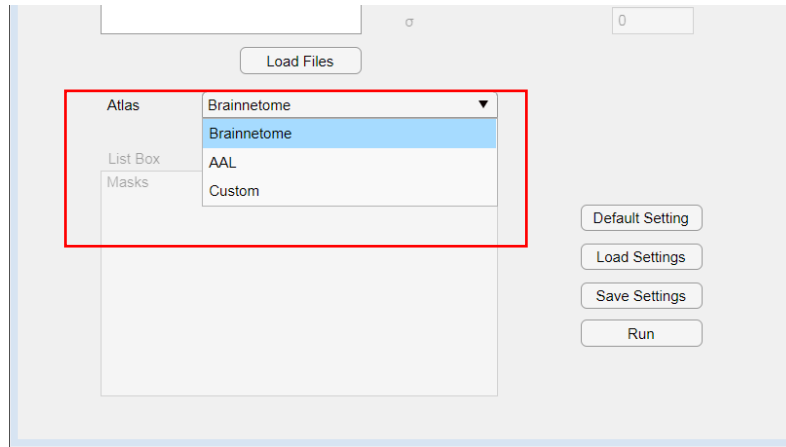 σ 0
Load Files
Atlas Brainnetome
Brainnetome
List Box
AAL
Masks
Custom
Default Setting
Load Settings
Save Settings
Run